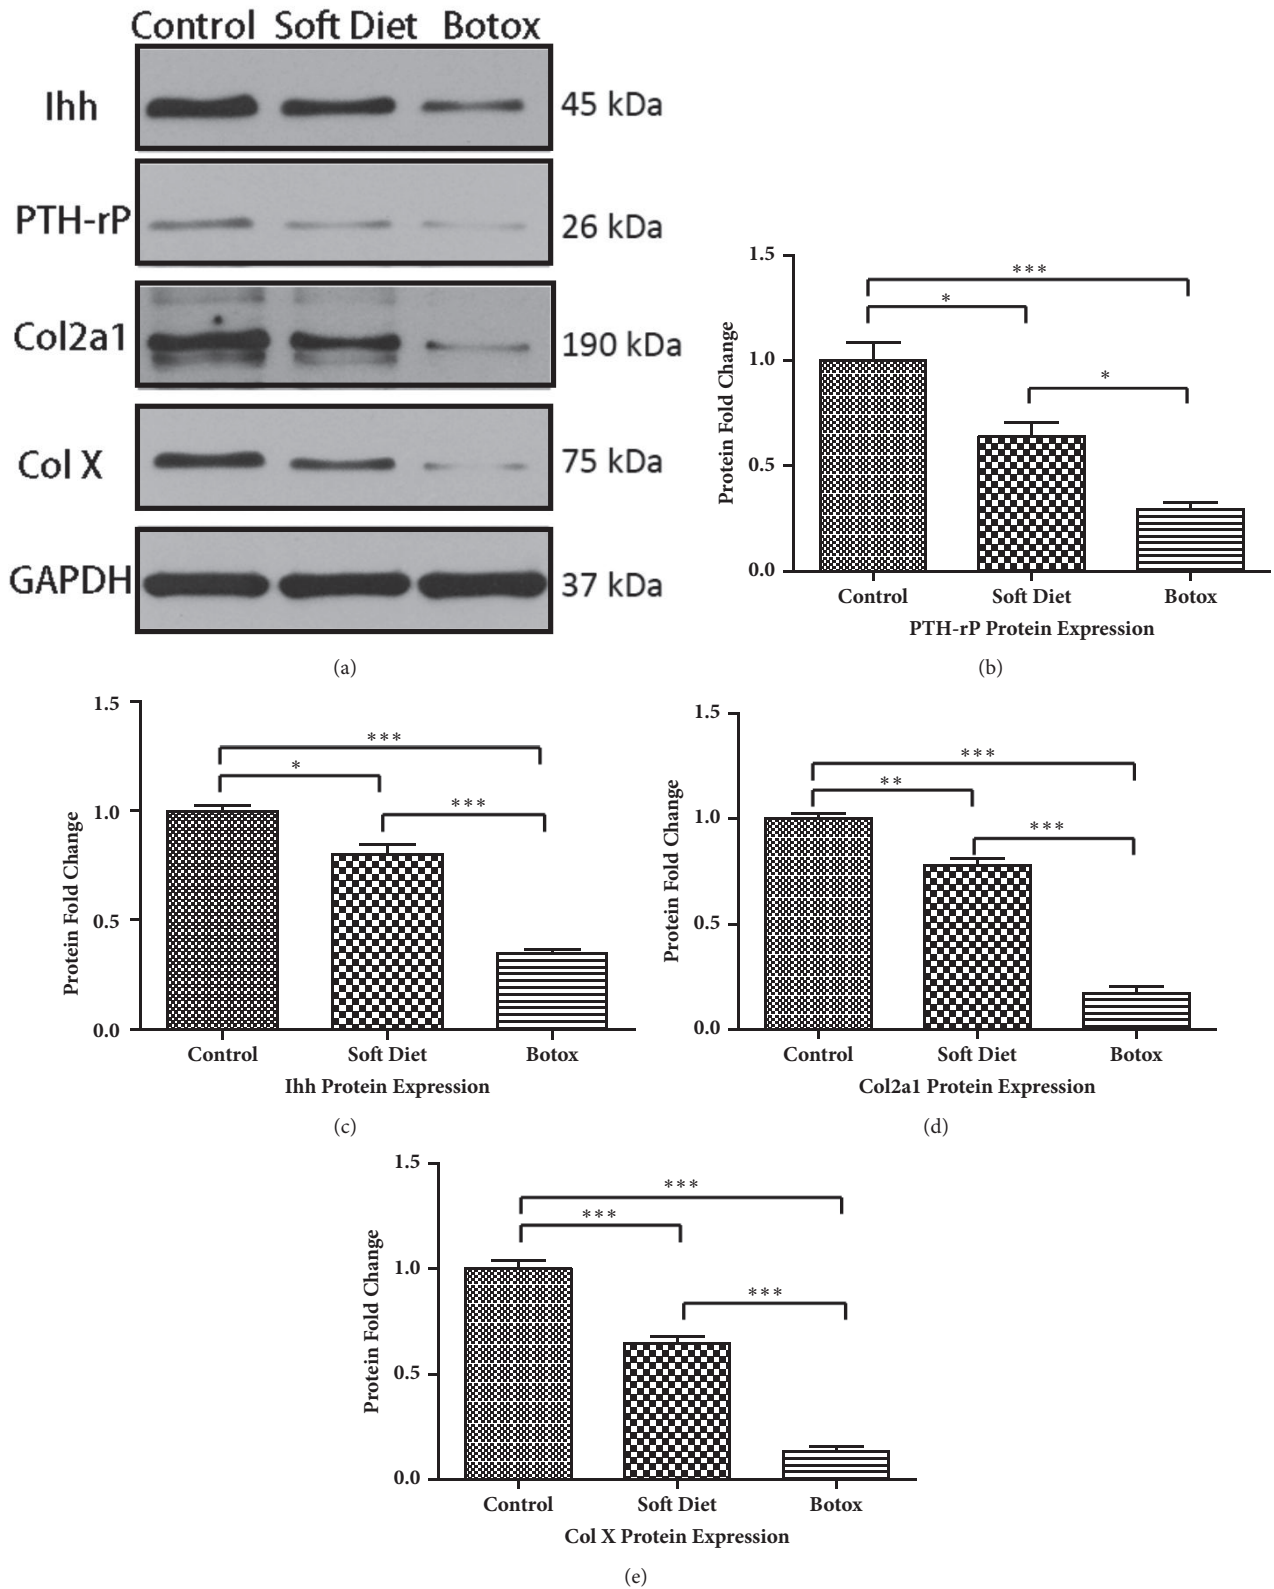 Control Soft Diet Botox
Ihh 45 kDa
PTH-rP 26 kDa
Col2a1 190 kDa
Col X 75 kDa
GAPDH 37 kDa
(a)
Protein Fold Change
1.5
1.0
0.5
0.0
***
*
*
Control Soft Diet Botox
PTH-rP Protein Expression
(b)
Protein Fold Change
1.5
1.0
0.5
0.0
***
*
***
Control Soft Diet Botox
Ihh Protein Expression
(c)
Protein Fold Change
1.5
1.0
0.5
0.0
***
**
***
Control Soft Diet Botox
Col2a1 Protein Expression
(d)
Protein Fold Change
1.5
1.0
0.5
0.0
***
***
***
Control Soft Diet Botox
Col X Protein Expression
(e)